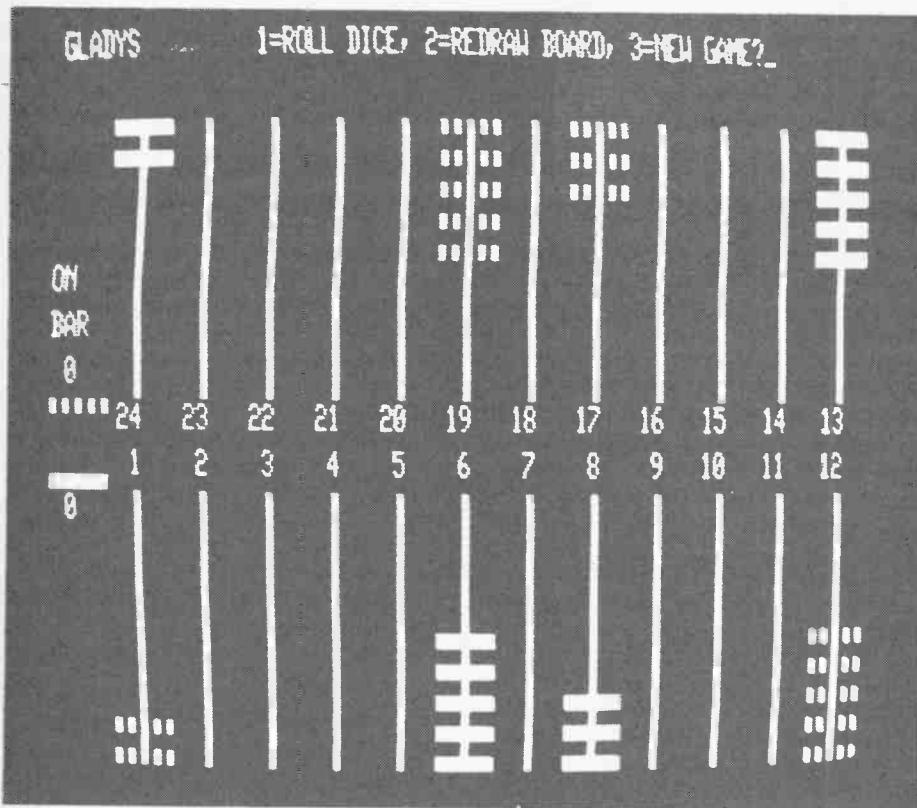 GLADYS 1=ROLL DICE, 2=REDRAW BOARD, 3=NEW GAME?_
ON
BAR
0
24 23 22 21 20 19 18 17 16 15 14 13
1 2 3 4 5 6 7 8 9 10 11 12
0